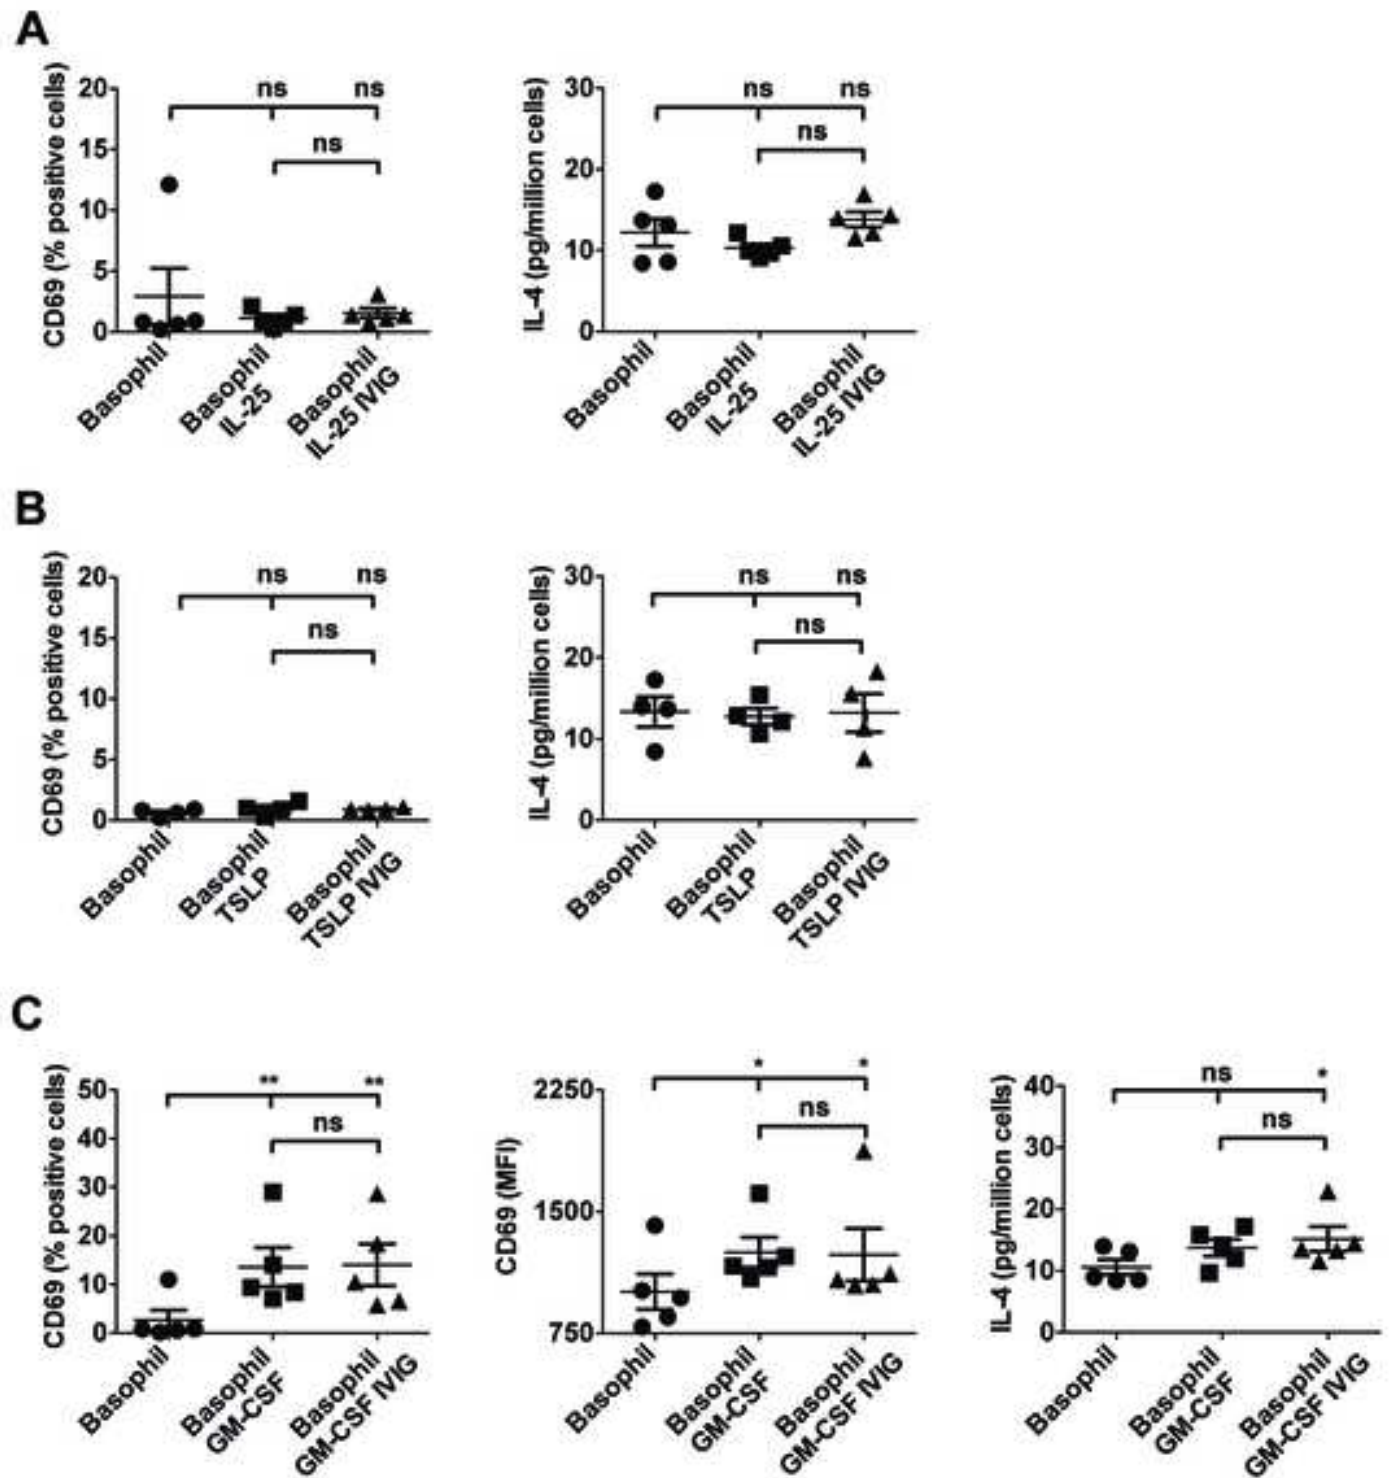 A
CD69 (% positive cells)
20
15
10
5
0
ns
ns
ns
Basophil
Basophil
IL-25
Basophil
IL-25 IVIG
IL-4 (pg/million cells)
30
20
10
0
ns
ns
ns
Basophil
Basophil
IL-25
Basophil
IL-25 IVIG
B
CD69 (% positive cells)
20
15
10
5
0
ns
ns
ns
Basophil
Basophil
TSLP
Basophil
TSLP IVIG
IL-4 (pg/million cells)
30
20
10
0
ns
ns
ns
Basophil
Basophil
TSLP
Basophil
TSLP IVIG
C
CD69 (% positive cells)
50
40
30
20
10
0
**
**
ns
Basophil
Basophil
GM-CSF
Basophil
GM-CSF IVIG
CD69 (MFI)
2250
1500
750
*
*
ns
Basophil
Basophil
GM-CSF
Basophil
GM-CSF IVIG
IL-4 (pg/million cells)
40
30
20
10
0
ns
*
ns
Basophil
Basophil
GM-CSF
Basophil
GM-CSF IVIG